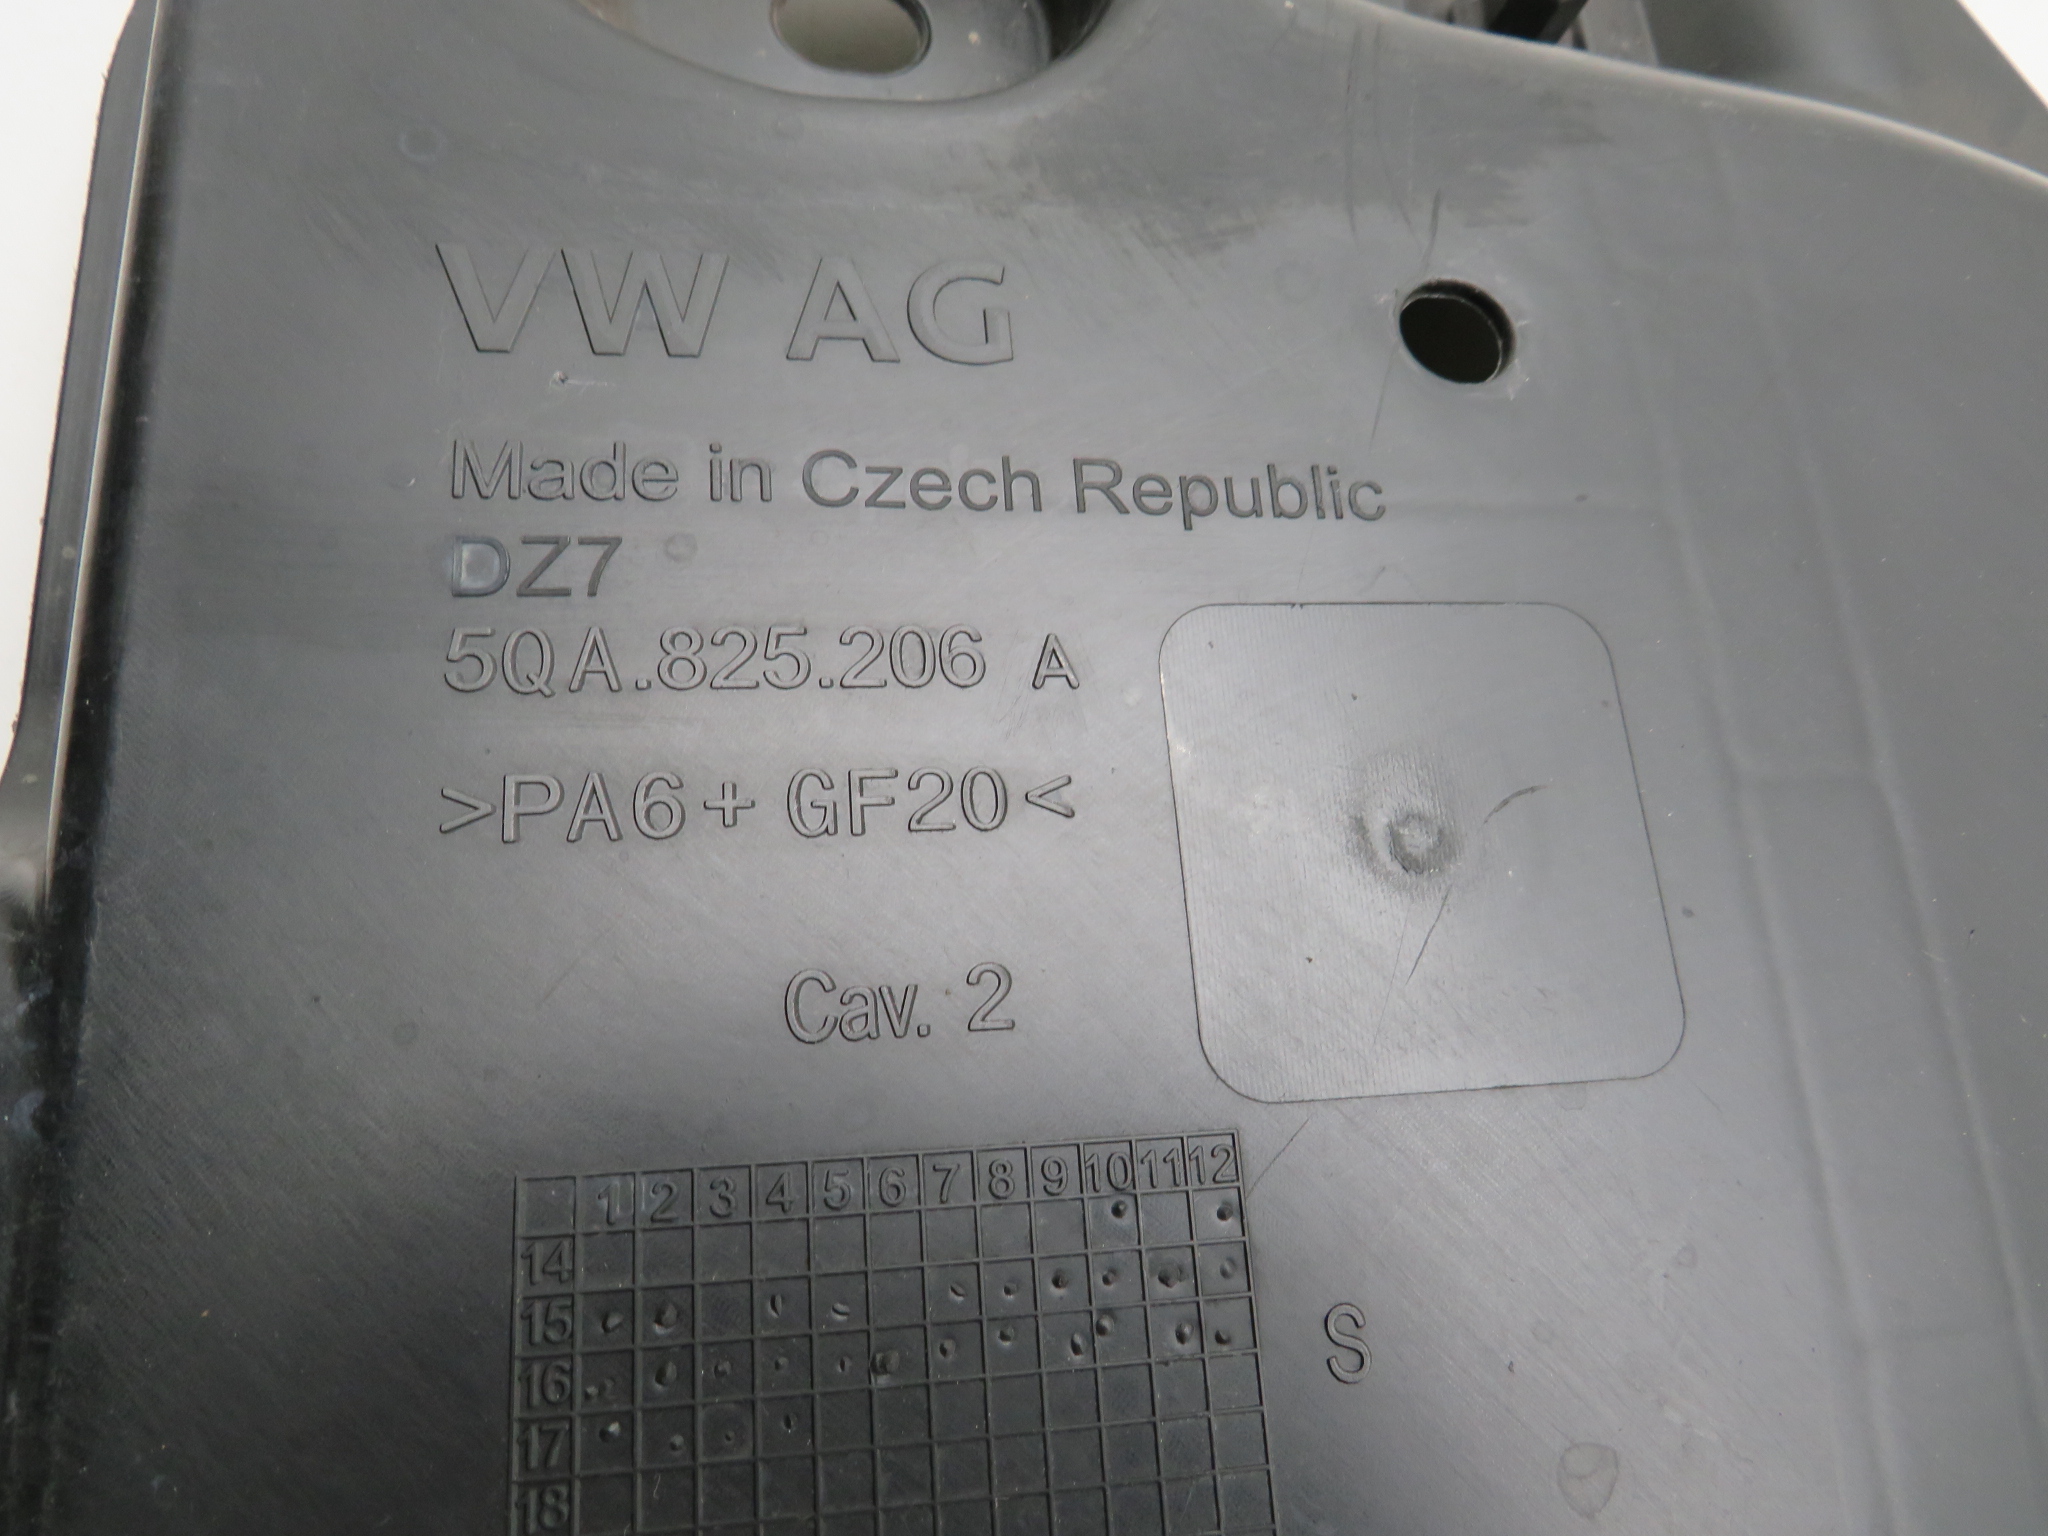 VW AG
Made in Czech Republic
DZ7
5QA.825.206 A
>PA6+ GF20<
Cav. 2
1 2 3 4 5 6 7 8 9 10 11 12
14
15
S
16
17
18